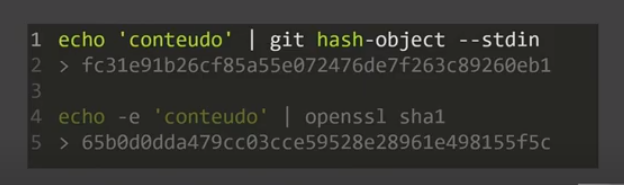 1 echo 'conteudo' | git hash-object --stdin
2 > fc31e91b26cf85a55e072476de7f263c89260eb1
3
4 echo -e 'conteudo' | openssl sha1
5 > 65b0d0dda479cc03cce59528e28961e498155f5c